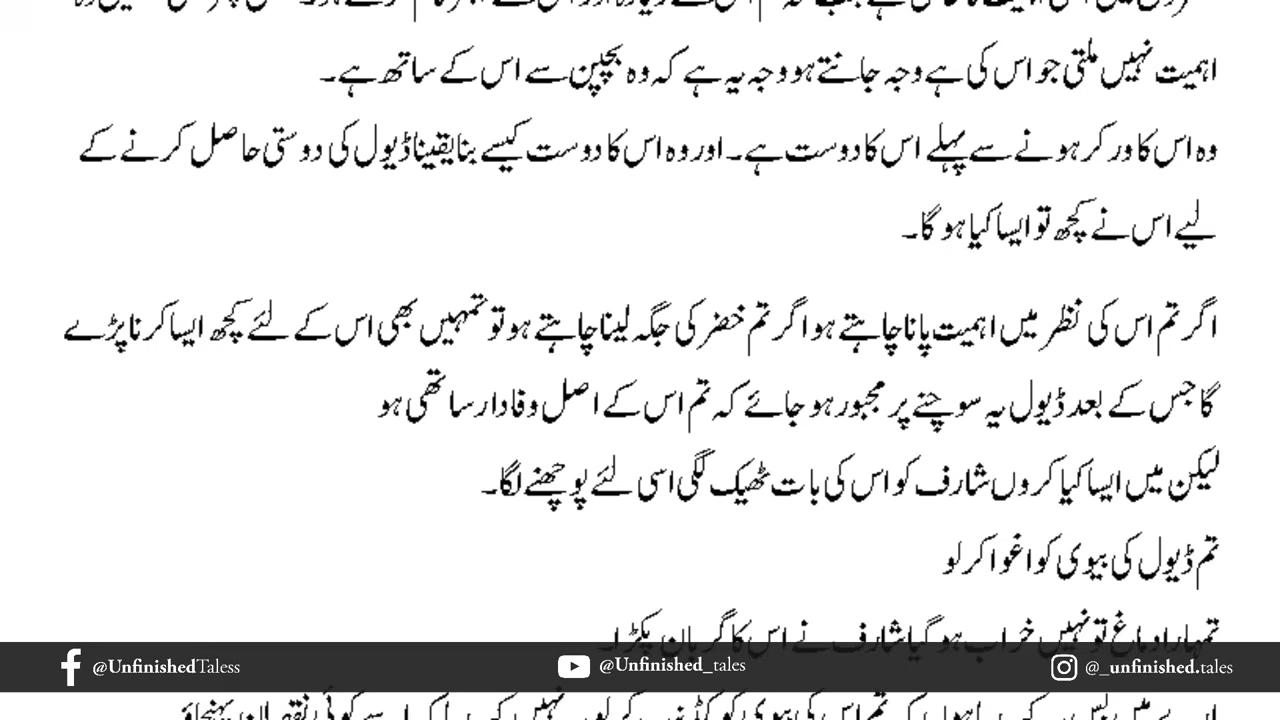 اہمیت نہیں ملتی جو اس کی ہے وجہ جانتے ہو وجہ یہ ہے کہ وہ بچپن سے اس کے ساتھ ہے۔
وہ اس کا ورکر ہونے سے پہلے اس کا دوست ہے۔ اور وہ اس کا دوست کیسے بنا یقینا ڈیول کی دوستی حاصل کرنے کے
لیے اس نے کچھ تو ایسا کیا ہو گا۔
اگر تم اس کی نظر میں اہمیت پانا چاہتے ہو اگر تم خضر کی جگہ لینا چاہتے ہو تو تمہیں بھی اس کے لئے کچھ ایسا کرنا پڑے
گا جس کے بعد ڈیول یہ سوچتے پر مجبور ہو جائے کہ تم اس کے اصل وفادار ساتھی ہو
لیکن میں ایسا کیا کروں شارف کو اس کی بات ٹھیک لگی اسی لئے پوچھنے لگا۔
تم ڈیول کی بیوی کو اغوا کر لو
تمہارا دماغ تو نہیں خراب ہو گیا شارف نے اس کا گریبان پکڑا۔
@UnfinishedTaless
@Unfinished_tales
@_unfinished.tales